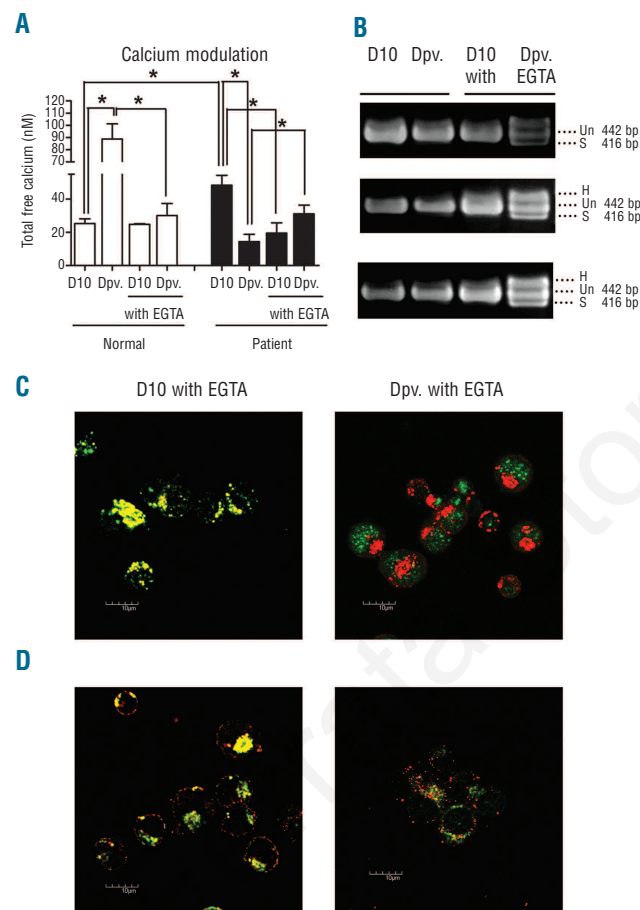 A
Calcium modulation
Total free calcium (nM)
120
110
100
90
80
70
60
40
20
0
* * * * * * *
D10 Dpv. D10 Dpv. D10 Dpv. D10 Dpv.
with EGTA with EGTA
Normal Patient
B
D10 Dpv. D10 Dpv.
with EGTA
Un 442 bp
S 416 bp
H
Un 442 bp
S 416 bp
H
Un 442 bp
S 416 bp
C
D10 with EGTA Dpv. with EGTA
10µm 10µm
D
10µm 10µm